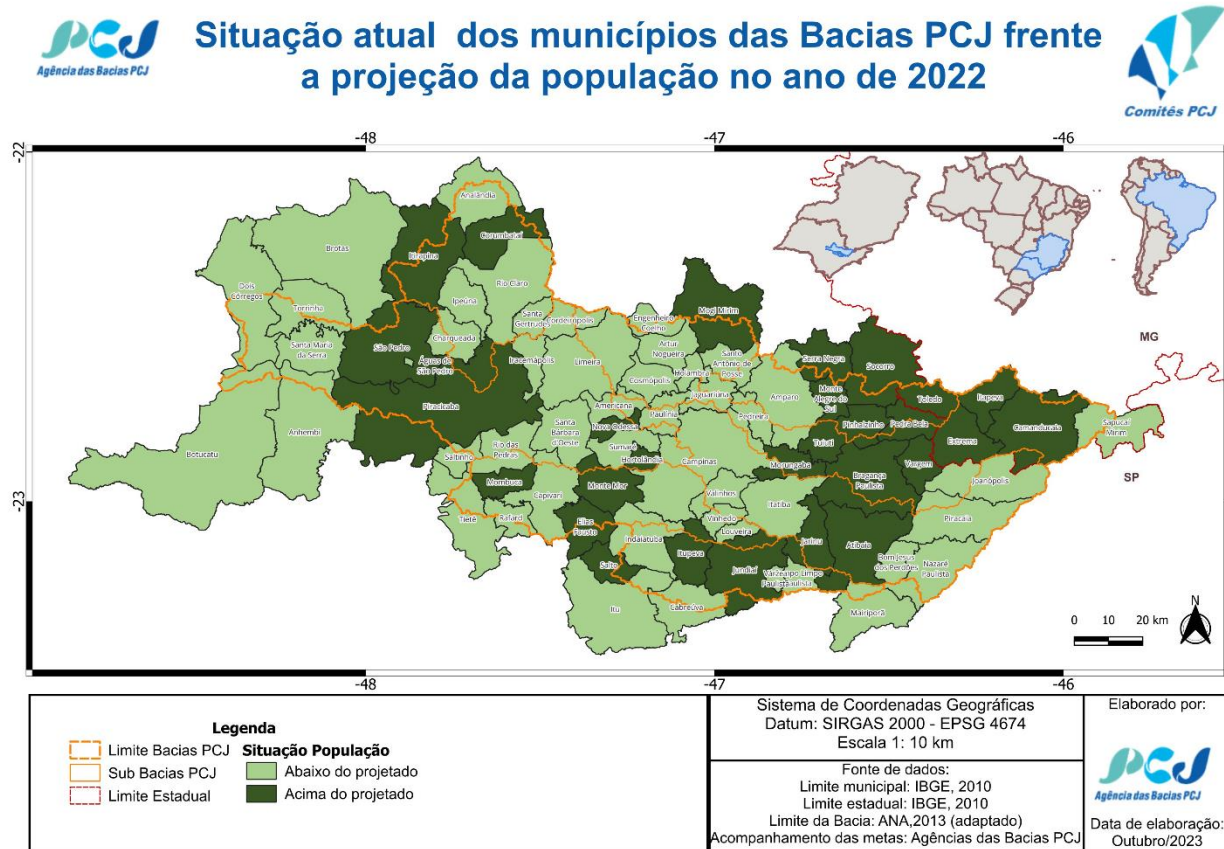 PCJ
Agência das Bacias PCJ
Situação atual dos municípios das Bacias PCJ frente
a projeção da população no ano de 2022
Comitês PCJ
-48
-47
-46
-22
Analândia
Corumbataí
Brotas
Itirapina
Rio Claro
Dois
Córregos
Ipeúna
Torrinha
Santa
Gertrudes
Cordeirópolis
Engenheiro
Coelho
Mogi Mirim
MG
Charqueada
São Pedro
Santa Maria
da Serra
Águas de
São Pedro
Iracemápolis
Limeira
Artur
Nogueira
Santo
Antônio de
Posse
Holambra
Serra Negra
Socorro
Cosmópolis
Jaguariúna
Monte
Alegre do
Sul
Toledo
Itapeva
Piracicaba
Americana
Paulínia
Pedreira
Amparo
Camanducaia
Pinhalzinho
Pedra Bela
Sapucaí
Mirim
Botucatu
Anhembi
Santa
Bárbara
d'Oeste
Nova Odessa
Sumaré
Tuiuti
Extrema
Rio das
Pedras
Saltinho
Hortolândia
Campinas
Morungaba
Vargem
SP
Bragança
Paulista
Joanópolis
Mombuca
Capivari
Monte Mor
Valinhos
Itatiba
-23
Tietê
Rafard
Elias
Fausto
Vinhedo
Louveira
Piracaia
Indaiatuba
Itupeva
Jarinu
Atibaia
Salto
Jundiaí
Várzea
Paulista
Bom Jesus
dos Perdões
Nazaré
Paulista
Itu
Cabreúva
Mairiporã
N
0 10 20 km
-48
-47
-46
Legenda
Limite Bacias PCJ
Sub Bacias PCJ
Limite Estadual
Situação População
Abaixo do projetado
Acima do projetado
Sistema de Coordenadas Geográficas
Datum: SIRGAS 2000 - EPSG 4674
Escala 1: 10 km
Fonte de dados:
Limite municipal: IBGE, 2010
Limite estadual: IBGE, 2010
Limite da Bacia: ANA,2013 (adaptado)
Acompanhamento das metas: Agências das Bacias PCJ
Elaborado por:
PCJ
Agência das Bacias PCJ
Data de elaboração:
Outubro/2023